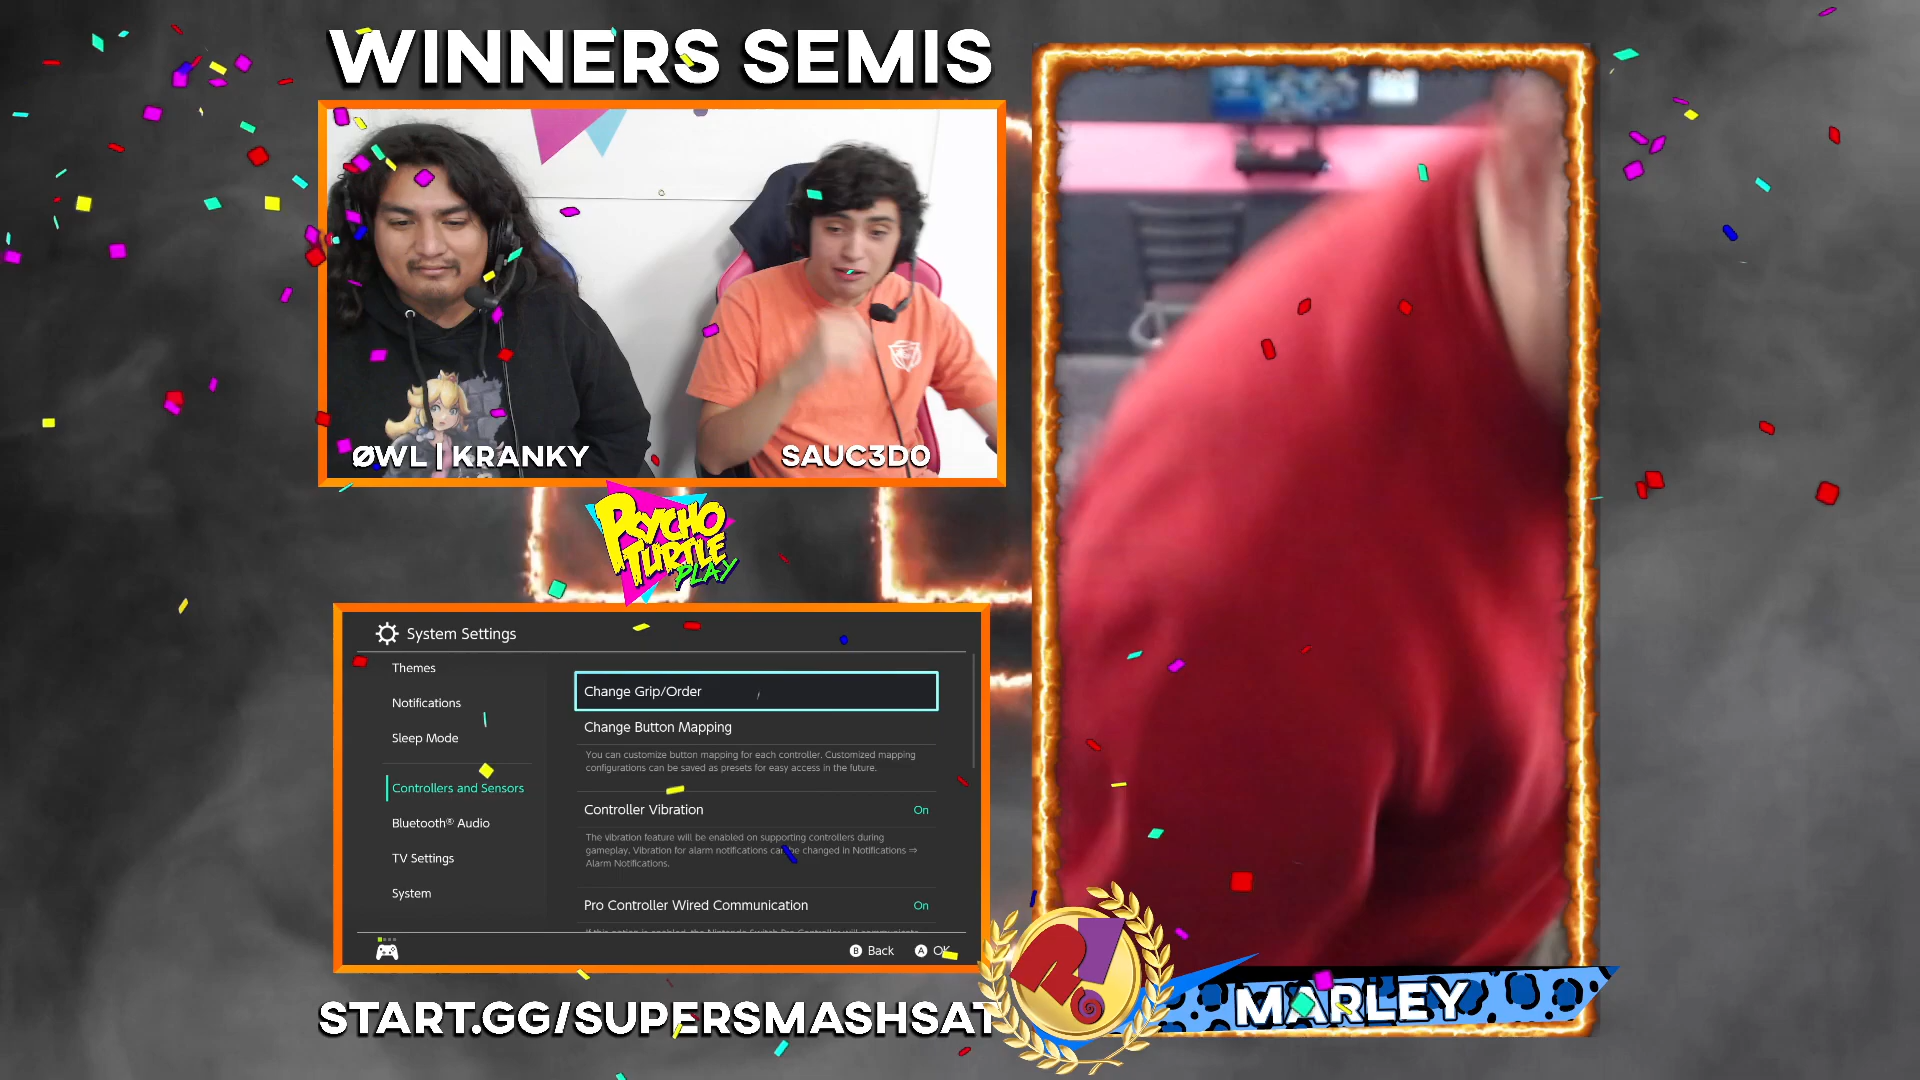 WINNERS SEMIS
ØWL | KRANKY
SAUC3D0
PSYCHO
TURTLE
PLAY
System Settings
Themes
Notifications
Sleep Mode
Controllers and Sensors
Bluetooth® Audio
TV Settings
System
Change Grip/Order
Change Button Mapping
You can customize button mapping for each controller. Customized mapping
configurations can be saved as presets for easy access in the future.
Controller Vibration On
The vibration feature will be enabled on supporting controllers during
gameplay. Vibration for alarm notifications can be changed in Notifications ⇒
Alarm Notifications.
Pro Controller Wired Communication On
B Back A OK
START.GG/SUPERSMASHSAT
MARLEY